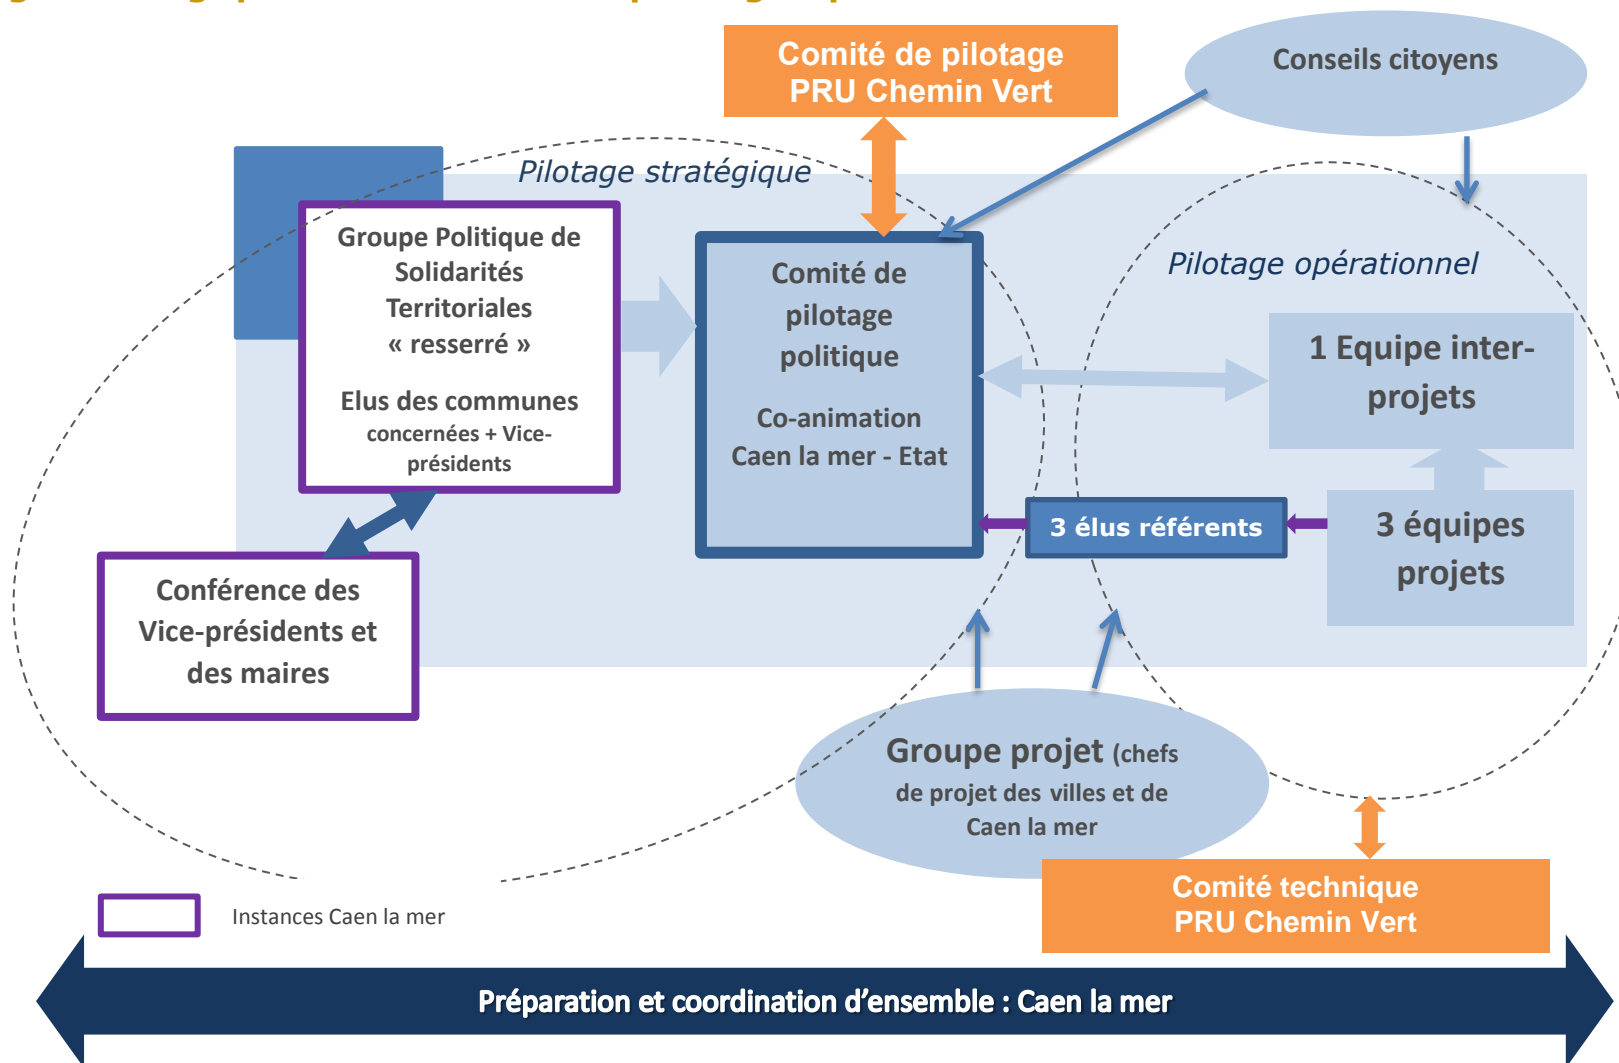 Comité de pilotage
PRU Chemin Vert
Conseils citoyens
Pilotage stratégique
Groupe Politique de
Solidarités
Territoriales
« resserré »
Elus des communes
concernées + Vice-
présidents
Comité de
pilotage
politique
Co-animation
Caen la mer - Etat
Pilotage opérationnel
1 Equipe inter-
projets
3 élus référents
3 équipes
projets
Conférence des
Vice-présidents et
des maires
Groupe projet (chefs
de projet des villes et de
Caen la mer
Comité technique
PRU Chemin Vert
Instances Caen la mer
Préparation et coordination d’ensemble : Caen la mer